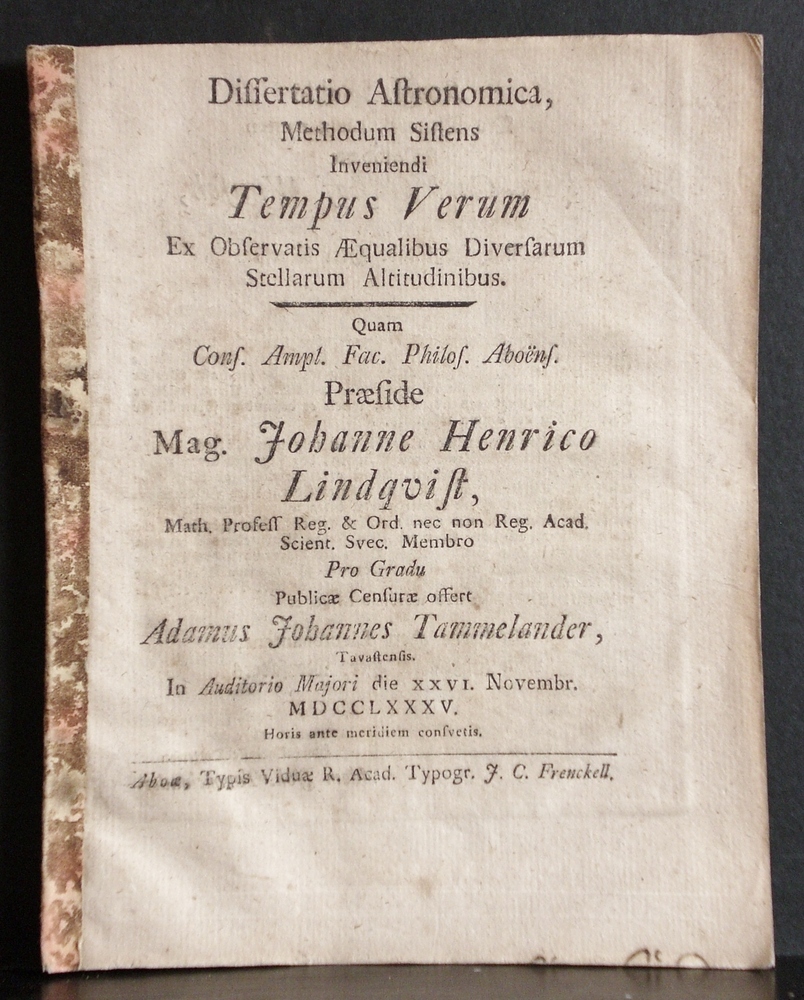 Diſſertatio Aſtronomica,
Methodum Siſtens
Inveniendi
Tempus Verum
Ex Obſervatis Æqualibus Diverſarum
Stellarum Altitudinibus.
Quam
Conſ. Ampl. Fac. Philoſ. Aboënſ.
Præſide
Mag. Johanne Henrico
Lindqviſt,
Math. Profeſſ Reg. & Ord. nec non Reg. Acad.
Scient. Svec. Membro
Pro Gradu
Publicæ Cenſuræ offert
Adamus Johannes Tammelander,
Tavaſtenſis.
In Auditorio Majori die XXVI. Novembr.
MDCCLXXXV.
Horis ante meridiem conſvetis.
Aboæ, Typis Viduæ R. Acad. Typogr. J. C. Frenckell.